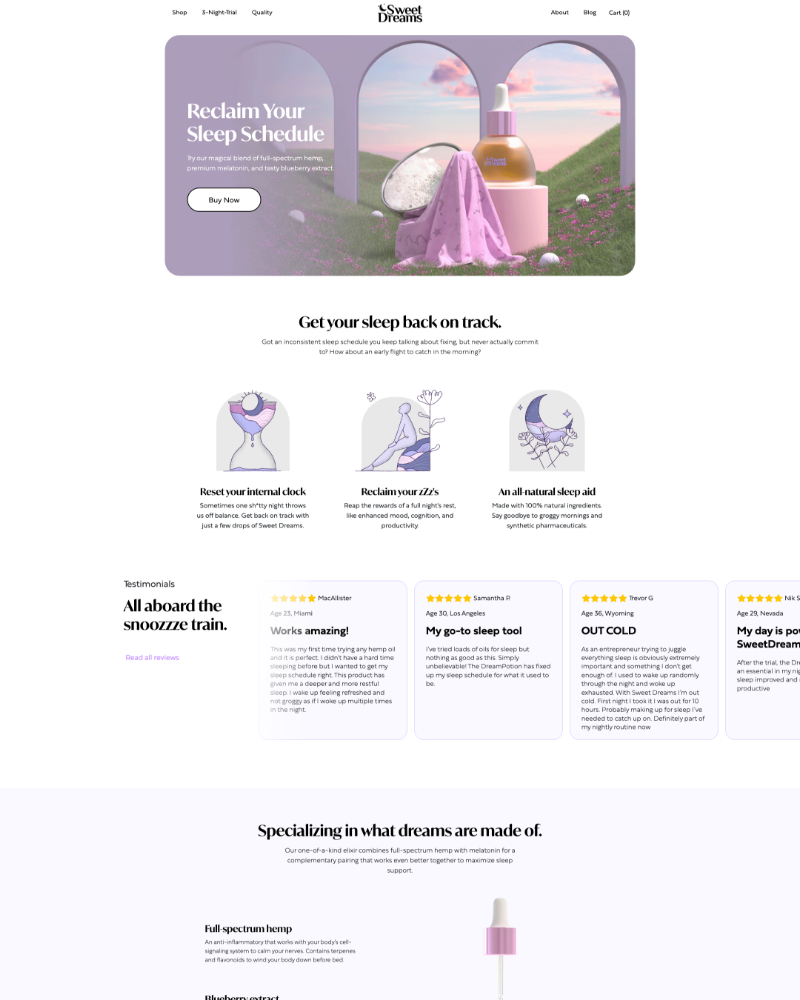 Shop
3-Night-Trial
Quality
Sweet
Dreams
About
Blog
Cart (0)
Reclaim Your
Sleep Schedule
Try our magical blend of full-spectrum hemp,
premium melatonin, and tasty blueberry extract.
Buy Now
Get your sleep back on track.
Got an inconsistent sleep schedule you keep talking about fixing, but never actually commit
to? How about an early flight to catch in the morning?
Reset your internal clock
Sometimes one sh*tty night throws
us off balance. Get back on track with
just a few drops of Sweet Dreams.
Reclaim your zZz's
Reap the rewards of a full night's rest,
like enhanced mood, cognition, and
productivity.
An all-natural sleep aid
Made with 100% natural ingredients.
Say goodbye to groggy mornings and
synthetic pharmaceuticals.
Testimonials
All aboard the
snoozzze train.
Read all reviews
MacAllister
Age 23, Miami
Works amazing!
This was my first time trying any hemp oil
and it is perfect. I didn't have a hard time
sleeping before but I wanted to get my
sleep schedule right. This product has
given me a deeper and more restful
sleep. I wake up feeling refreshed and
not groggy as if I woke up multiple times
in the night.
Samantha P.
Age 30, Los Angeles
My go-to sleep tool
I've tried loads of oils for sleep but
nothing as good as this. Simply
unbelievable! The DreamPotion has fixed
up my sleep schedule for what it used to
be.
Trevor G
Age 36, Wyoming
OUT COLD
As an entrepreneur trying to juggle
everything sleep is obviously extremely
important and something I don't get
enough of. I used to wake up randomly
through the night and woke up
exhausted. With Sweet Dreams I'm out
cold. First night I took it I was out for 10
hours. Probably making up for sleep I've
needed to catch up on. Definitely part of
my nightly routine now
Nik S
Age 29, Nevada
My day is po
SweetDream
After the trial, the Dre
an essential in my nig
sleep improved and
productive
Specializing in what dreams are made of.
Our one-of-a-kind elixir combines full-spectrum hemp with melatonin for a
complementary pairing that works even better together to maximize sleep
support.
Full-spectrum hemp
An anti-inflammatory that works with your body's cell-
signaling system to calm your nerves. Contains terpenes
and flavonoids to wind your body down before bed.
Blueberry extract